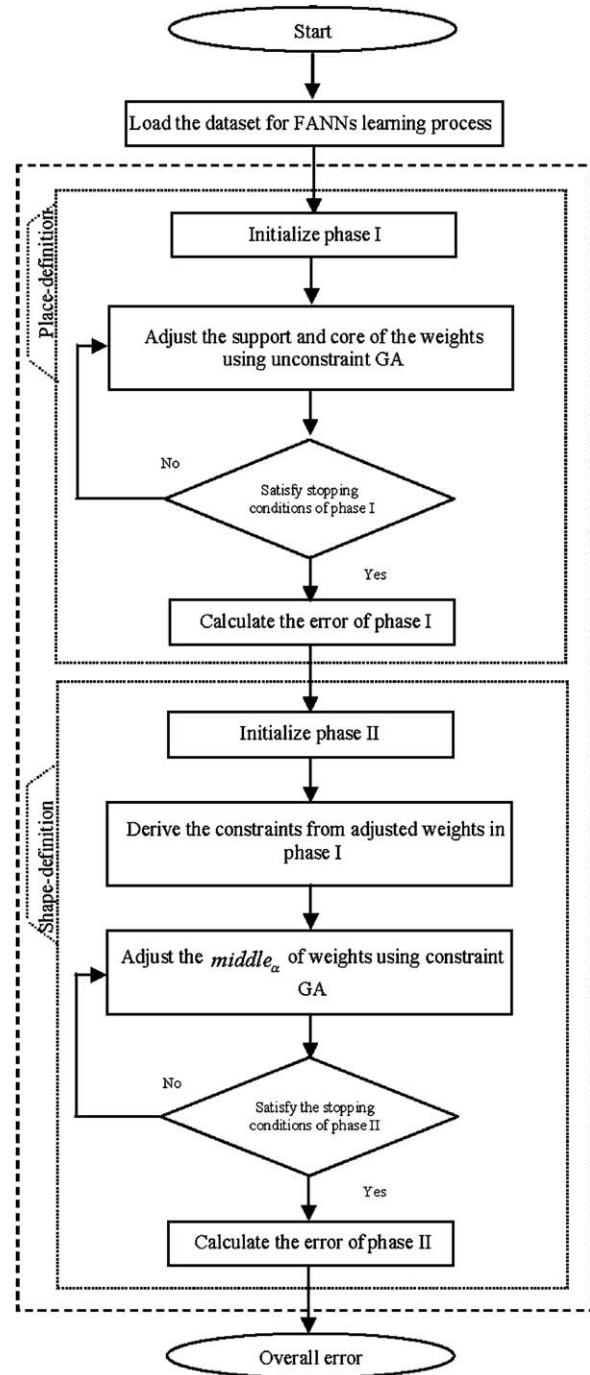 Start
Load the dataset for FANNs learning process
Place-definition
Initialize phase I
Adjust the support and core of the weights
using unconstraint GA
No
Satisfy stopping
conditions of phase I
Yes
Calculate the error of phase I
Shape-definition
Initialize phase II
Derive the constraints from adjusted weights in
phase I
Adjust the middleα of weights using constraint
GA
No
Satisfy the stopping
conditions of phase II
Yes
Calculate the error of phase II
Overall error